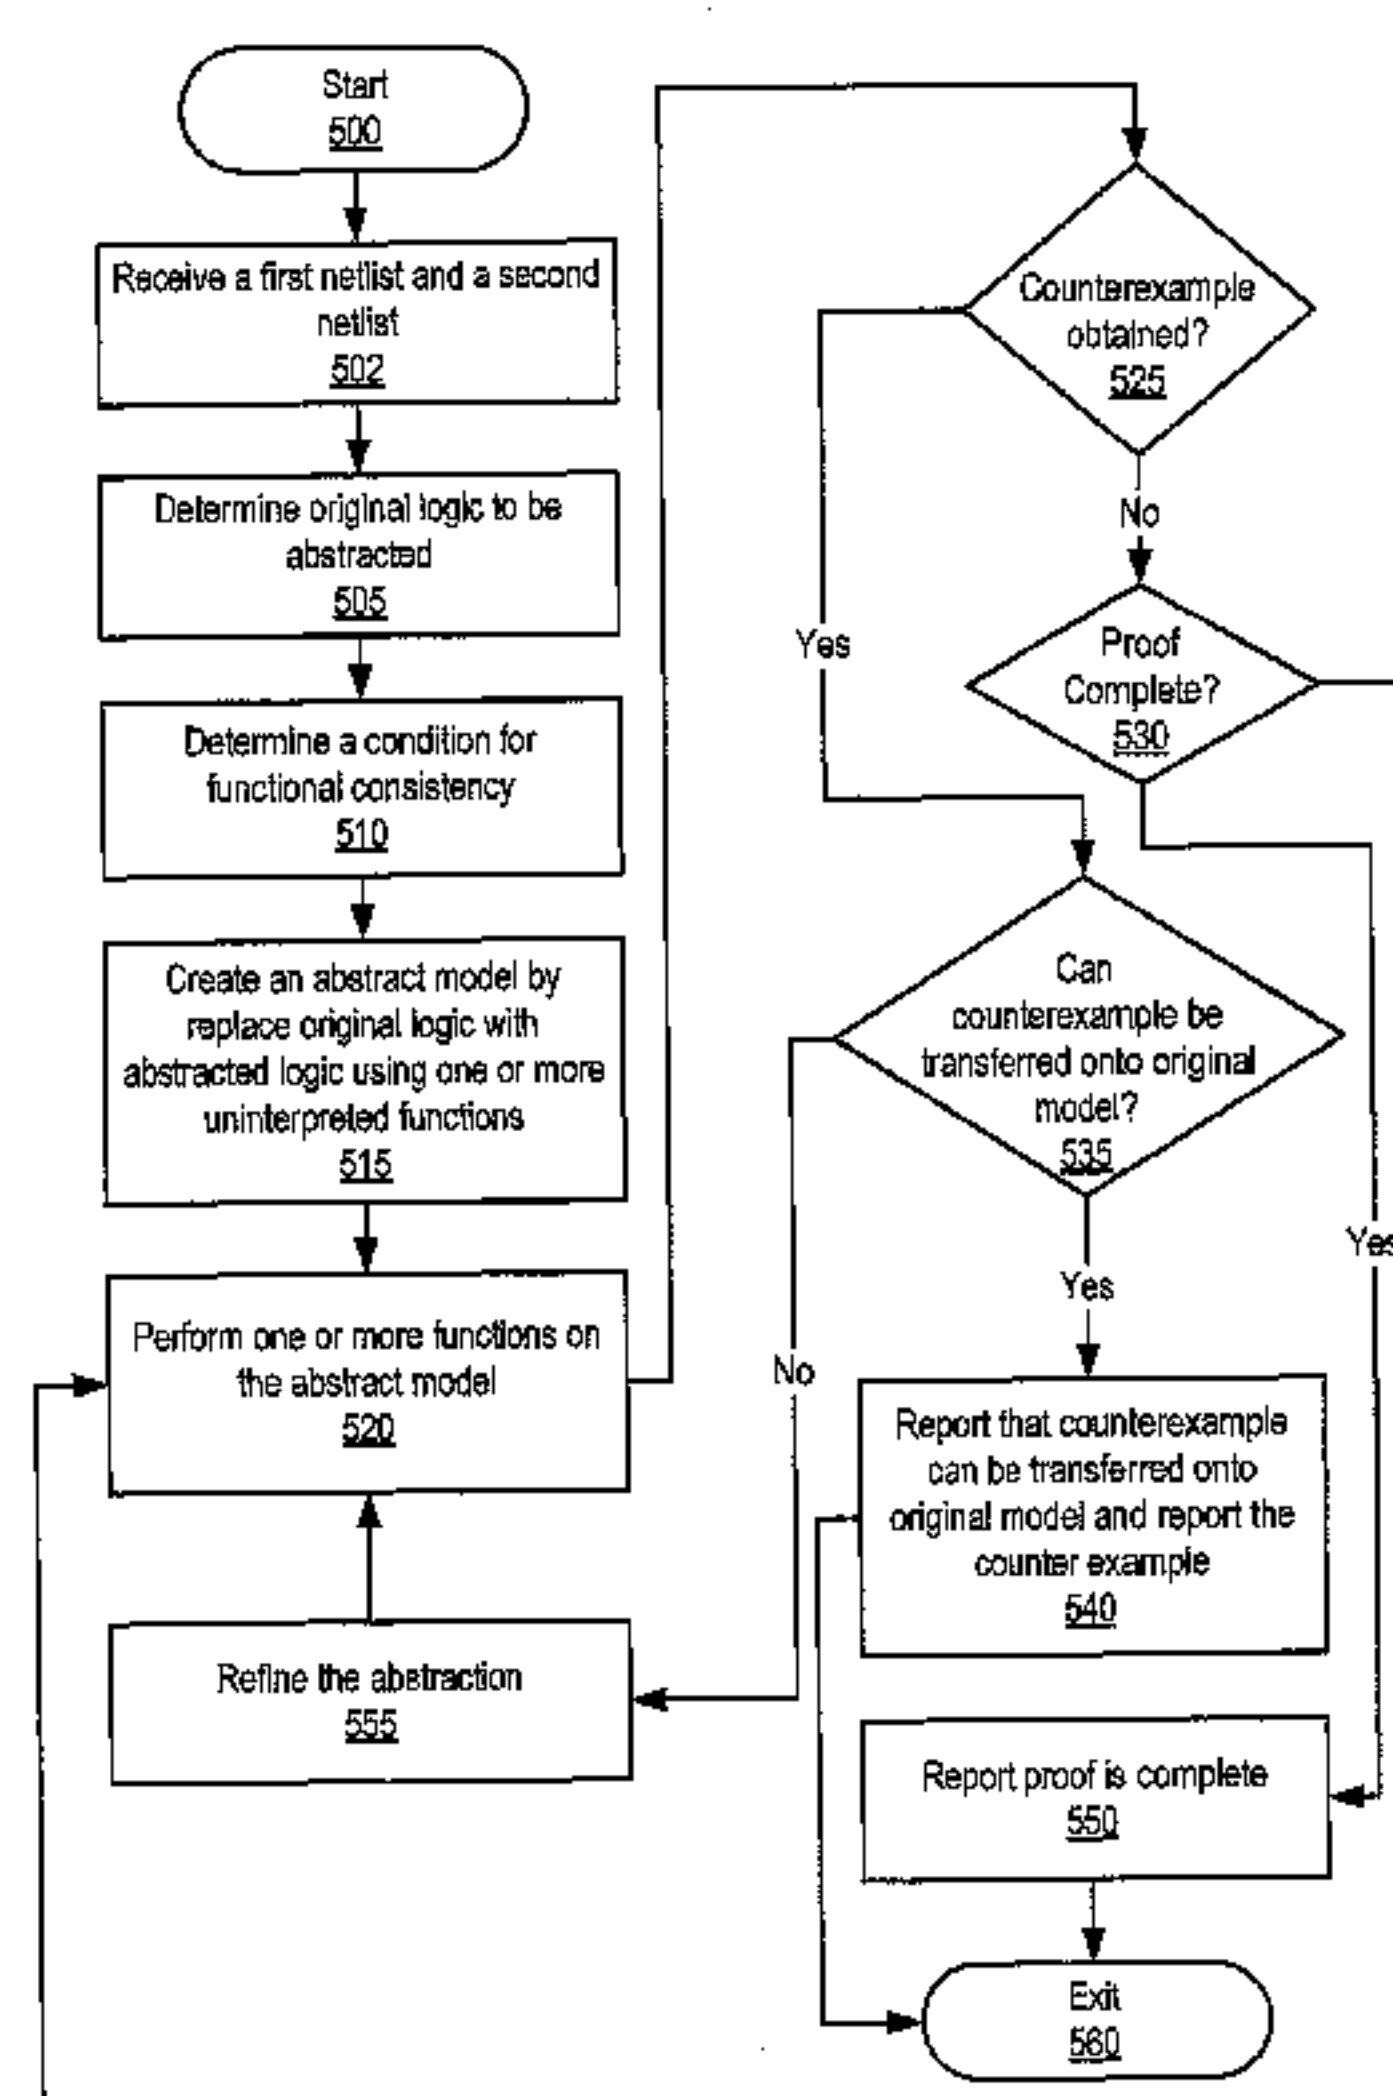 Start
500
Receive a first netlist and a second
netlist
502
Determine original logic to be
abstracted
505
Determine a condition for
functional consistency
510
Create an abstract model by
replace original logic with
abstracted logic using one or more
uninterpreted functions
515
Perform one or more functions on
the abstract model
520
Refine the abstraction
555
Counterexample
obtained?
525
No
Yes
Proof
Complete?
530
Can
counterexample be
transferred onto original
model?
535
Yes
Yes
No
Report that counterexample
can be transferred onto
original model and report the
counter example
540
Report proof is complete
550
Exit
560